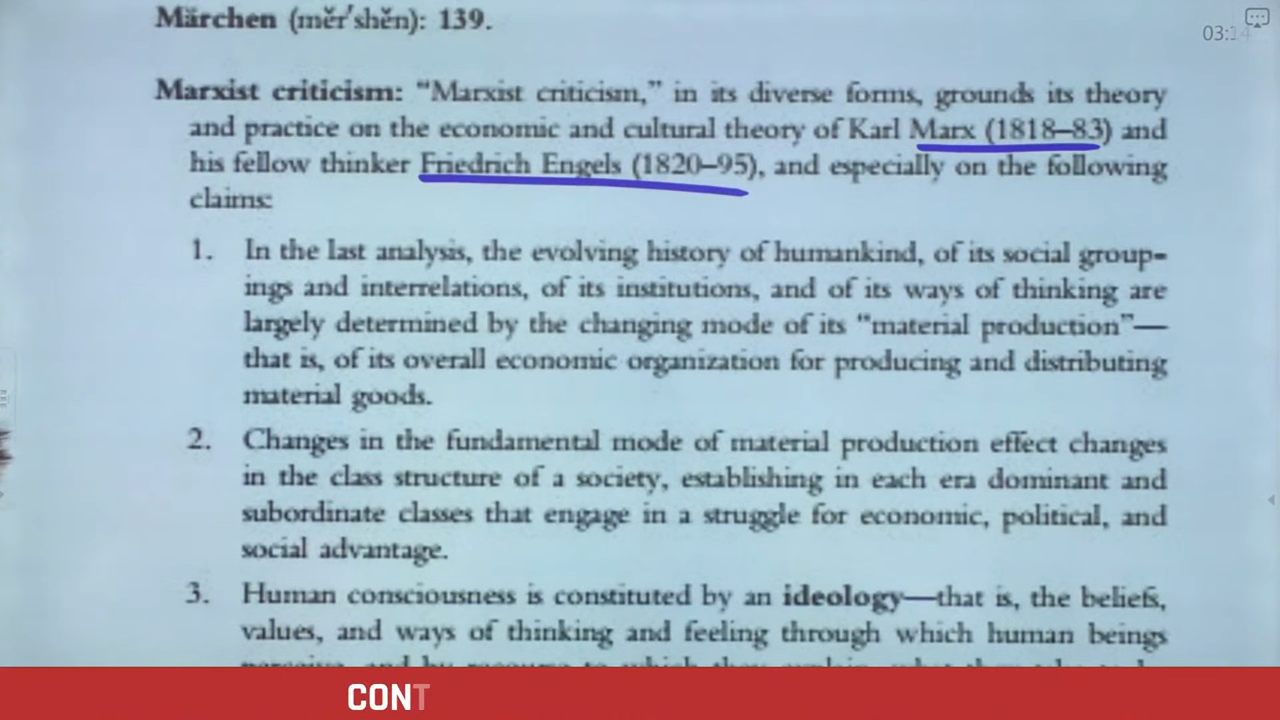 Märchen (mĕr′shĕn): 139.
03:14
Marxist criticism: “Marxist criticism,” in its diverse forms, grounds its theory
and practice on the economic and cultural theory of Karl Marx (1818–83) and
his fellow thinker Friedrich Engels (1820–95), and especially on the following
claims:
1. In the last analysis, the evolving history of humankind, of its social group-
ings and interrelations, of its institutions, and of its ways of thinking are
largely determined by the changing mode of its “material production”—
that is, of its overall economic organization for producing and distributing
material goods.
2. Changes in the fundamental mode of material production effect changes
in the class structure of a society, establishing in each era dominant and
subordinate classes that engage in a struggle for economic, political, and
social advantage.
3. Human consciousness is constituted by an ideology—that is, the beliefs,
values, and ways of thinking and feeling through which human beings
CONT